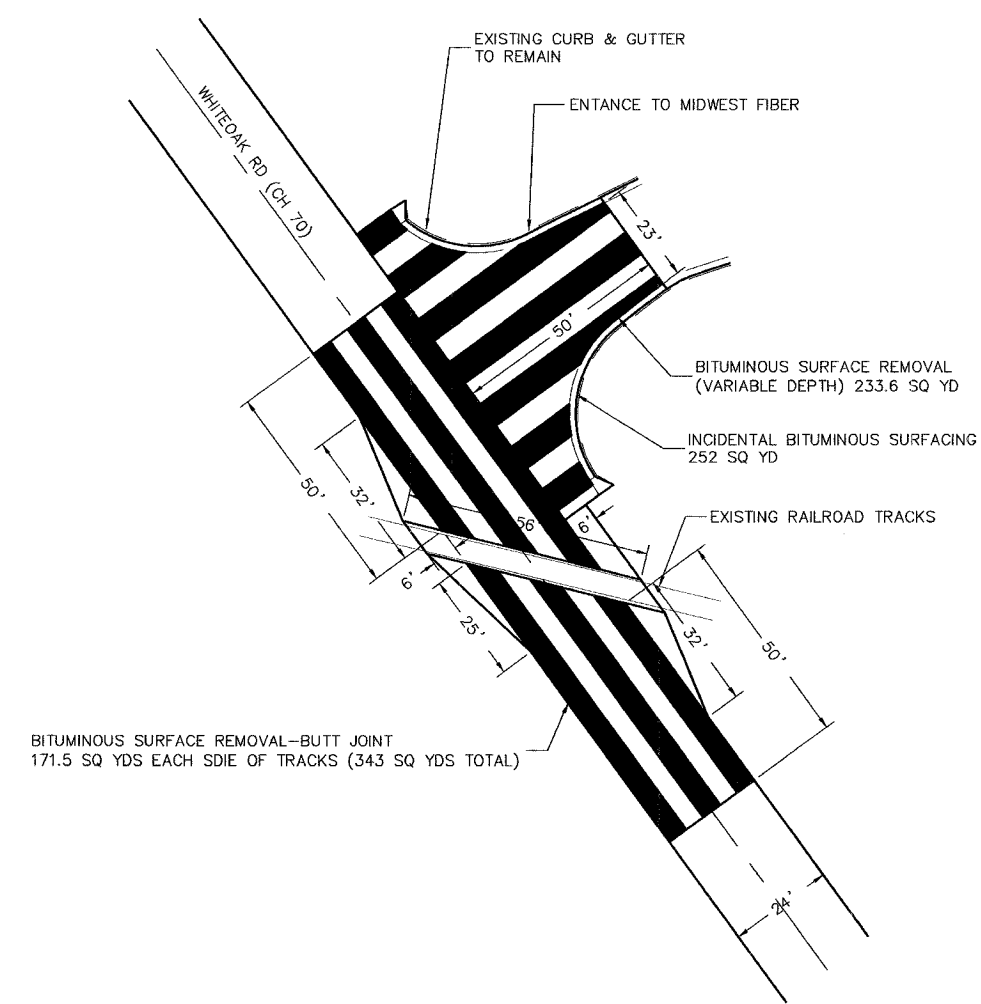 EXISTING CURB & GUTTER
TO REMAIN
ENTANCE TO MIDWEST FIBER
WHITEOAK RD (CH 70)
23'
50'
BITUMINOUS SURFACE REMOVAL
(VARIABLE DEPTH) 233.6 SQ YD
INCIDENTAL BITUMINOUS SURFACING
252 SQ YD
50'
32'
56'
6'
EXISTING RAILROAD TRACKS
6'
25'
32'
50'
BITUMINOUS SURFACE REMOVAL-BUTT JOINT
171.5 SQ YDS EACH SDIE OF TRACKS (343 SQ YDS TOTAL)
24'